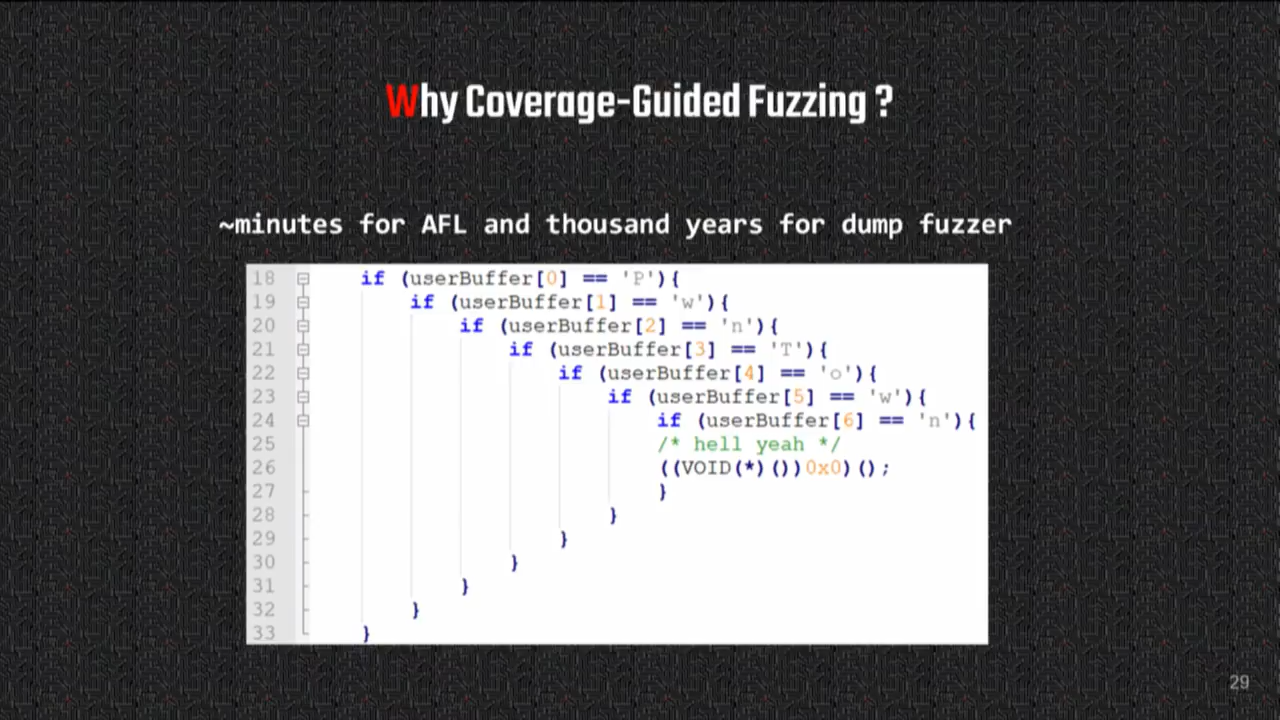 Why Coverage-Guided Fuzzing ?
~minutes for AFL and thousand years for dump fuzzer
18 if (userBuffer[0] == 'P'){
19 if (userBuffer[1] == 'w'){
20 if (userBuffer[2] == 'n'){
21 if (userBuffer[3] == 'T'){
22 if (userBuffer[4] == 'o'){
23 if (userBuffer[5] == 'w'){
24 if (userBuffer[6] == 'n'){
25 /* hell yeah */
26 ((VOID(*)())0x0)();
27 }
28 }
29 }
30 }
31 }
32 }
33 }
29